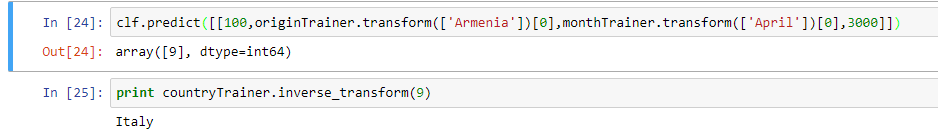 In [24]: clf.predict([[100,originTrainer.transform(['Armenia'])[0],monthTrainer.transform(['April'])[0],3000]])
Out[24]: array([9], dtype=int64)
In [25]: print countryTrainer.inverse_transform(9)
Italy